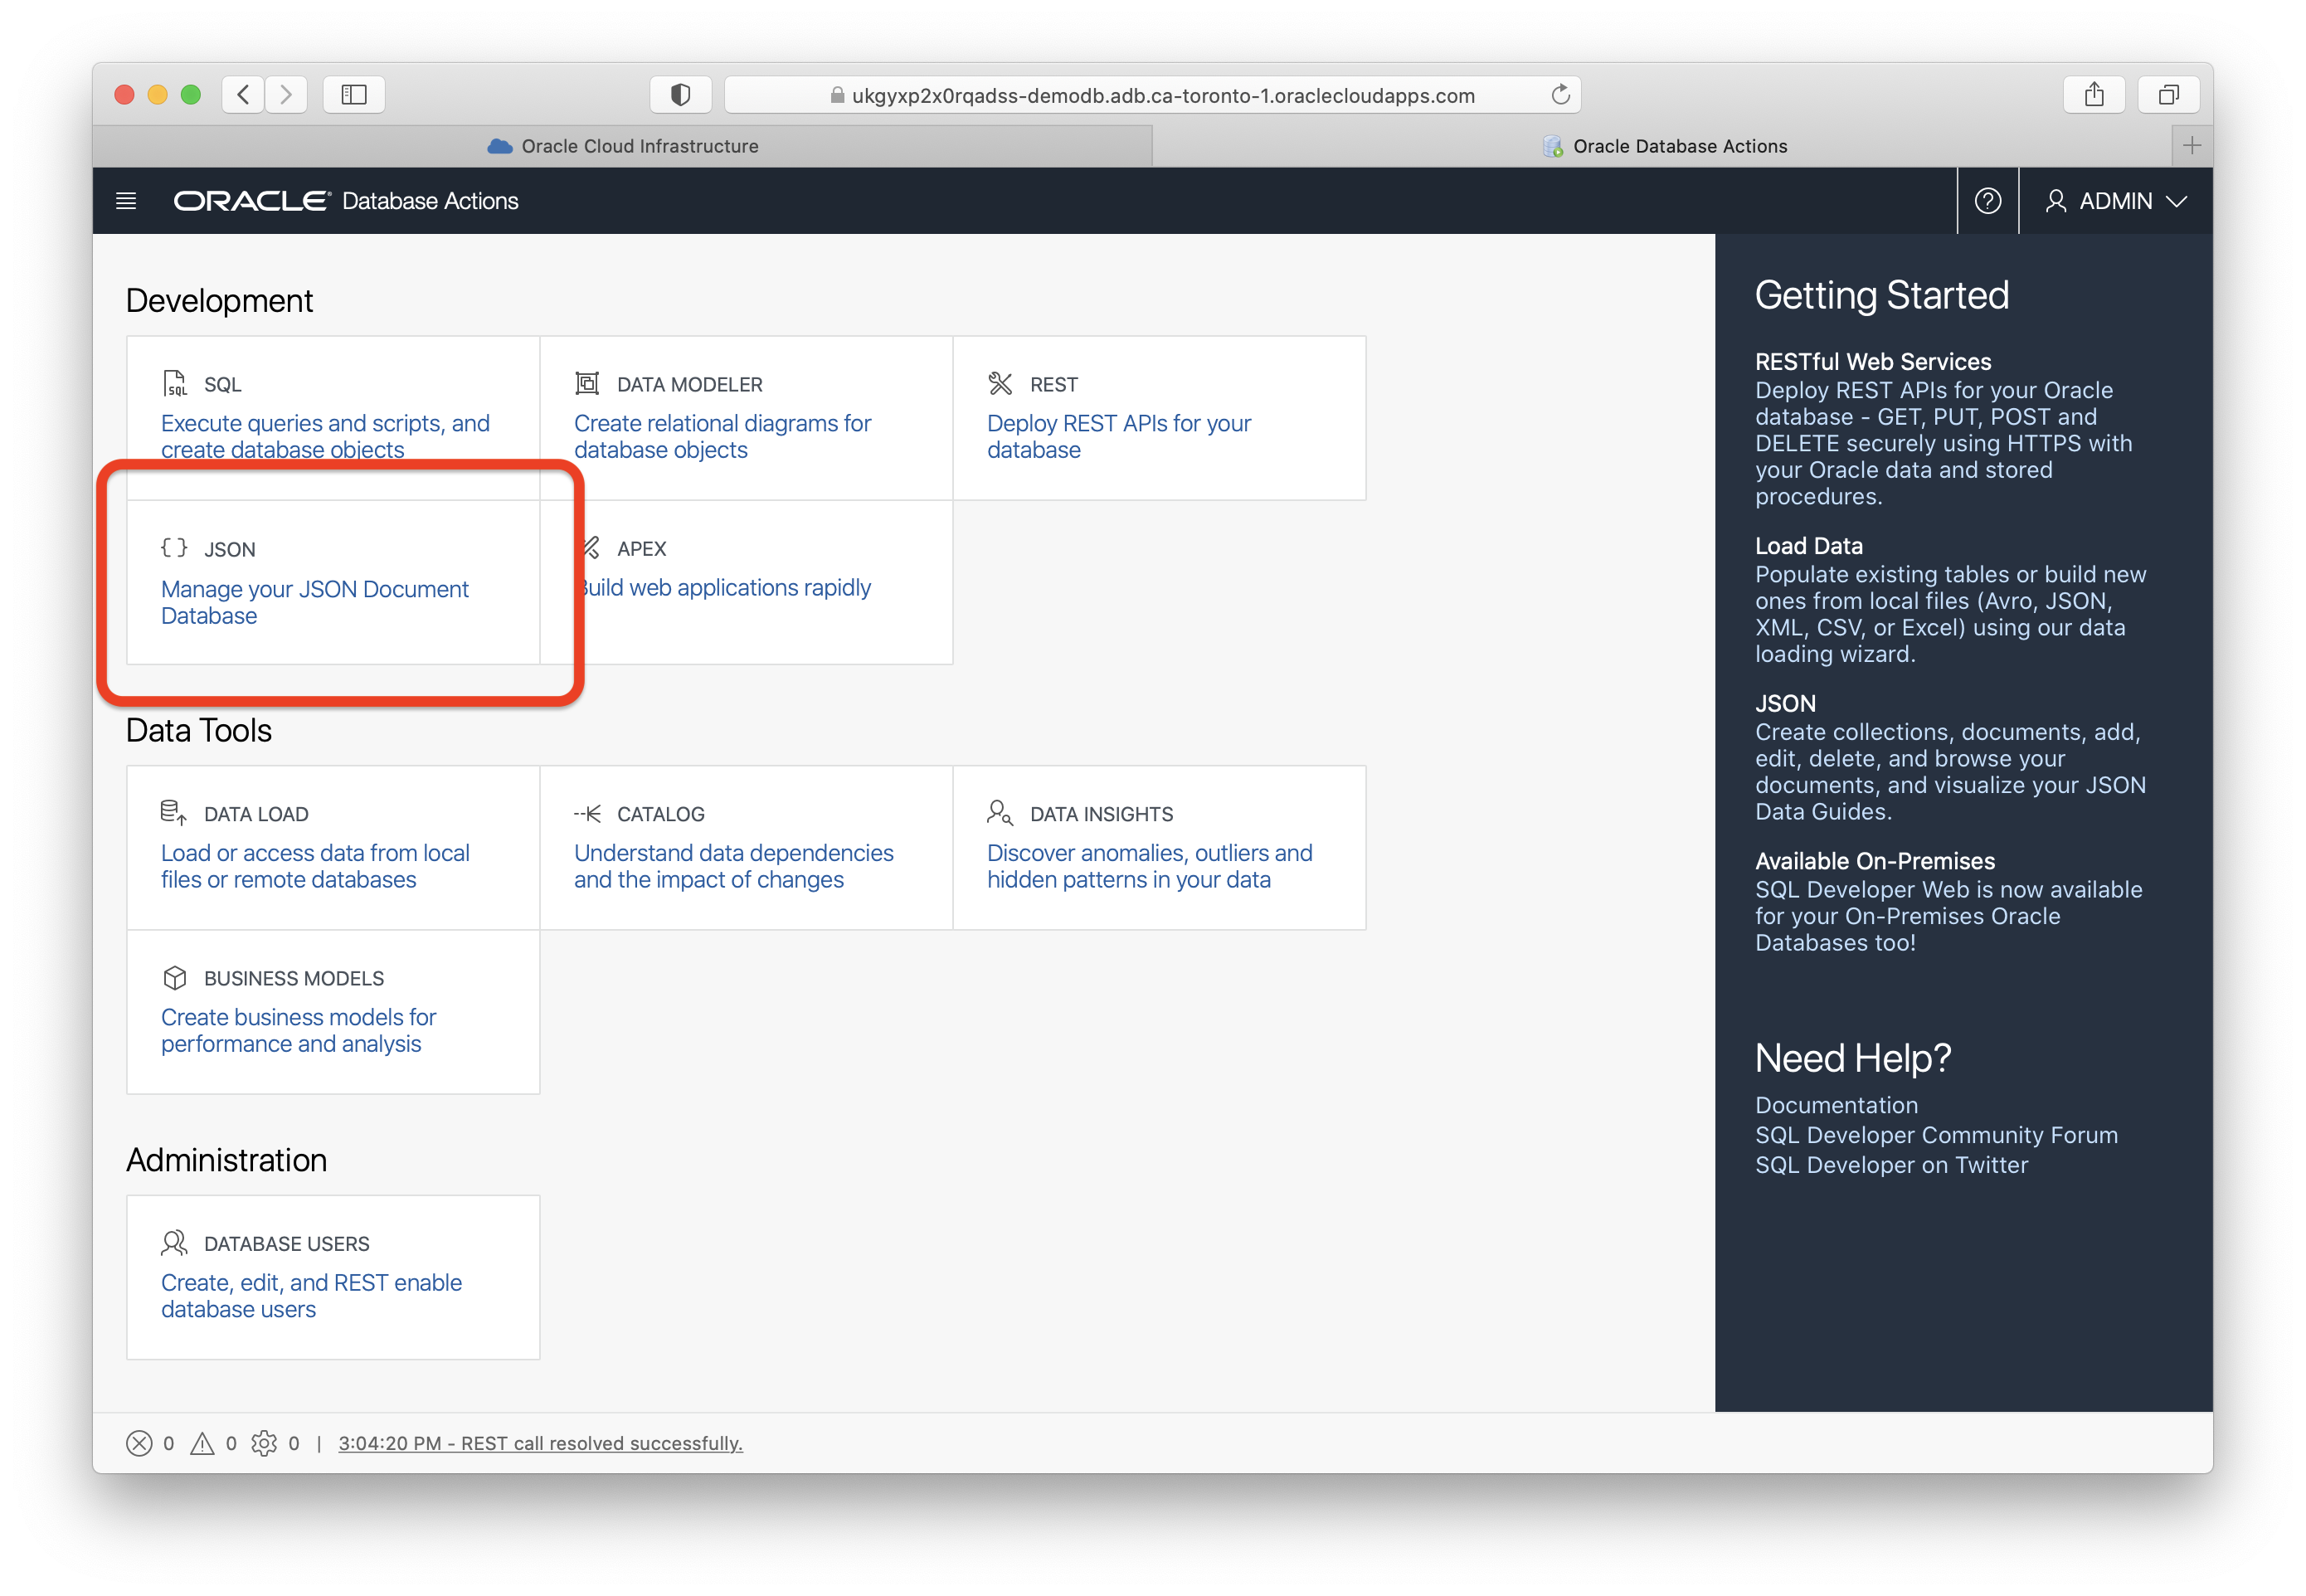 ukgyxp2x0rqadss-demodb.adb.ca-toronto-1.oraclecloudapps.com
Oracle Cloud Infrastructure
Oracle Database Actions
ORACLE® Database Actions
ADMIN
Development
SQL
Execute queries and scripts, and
create database objects
DATA MODELER
Create relational diagrams for
database objects
REST
Deploy REST APIs for your
database
JSON
Manage your JSON Document
Database
APEX
Build web applications rapidly
Data Tools
DATA LOAD
Load or access data from local
files or remote databases
CATALOG
Understand data dependencies
and the impact of changes
DATA INSIGHTS
Discover anomalies, outliers and
hidden patterns in your data
BUSINESS MODELS
Create business models for
performance and analysis
Administration
DATABASE USERS
Create, edit, and REST enable
database users
Getting Started
RESTful Web Services
Deploy REST APIs for your Oracle
database - GET, PUT, POST and
DELETE securely using HTTPS with
your Oracle data and stored
procedures.
Load Data
Populate existing tables or build new
ones from local files (Avro, JSON,
XML, CSV, or Excel) using our data
loading wizard.
JSON
Create collections, documents, add,
edit, delete, and browse your
documents, and visualize your JSON
Data Guides.
Available On-Premises
SQL Developer Web is now available
for your On-Premises Oracle
Databases too!
Need Help?
Documentation
SQL Developer Community Forum
SQL Developer on Twitter
0 0 0 | 3:04:20 PM - REST call resolved successfully.